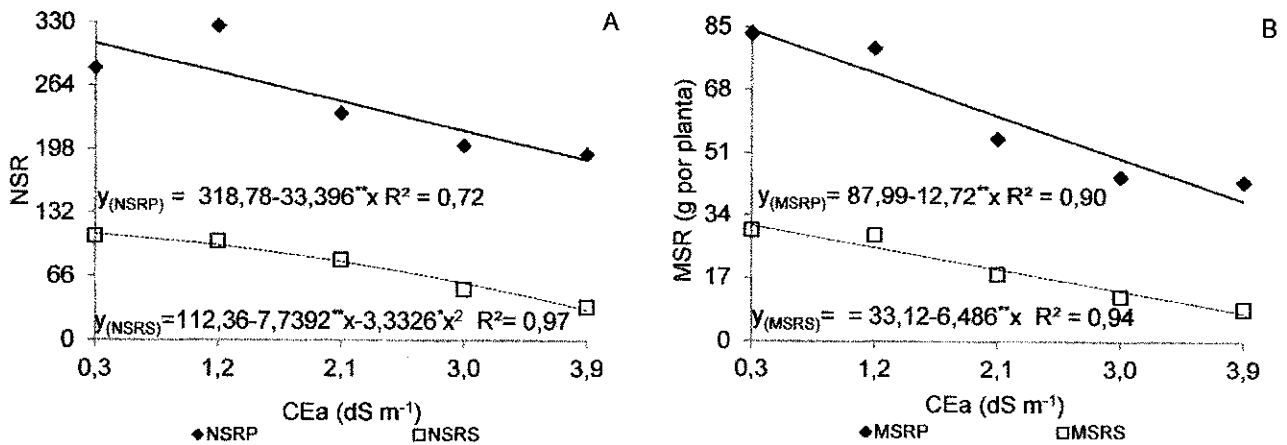 A
330
264
198
132
66
0
NSR
y(NSRP) = 318,78-33,396**x R² = 0,72
y(NSRS)=112,36-7,7392**x-3,3326*x² R²= 0,97
0,3 1,2 2,1 3,0 3,9
CEa (dS m⁻¹)
◆NSRP □NSRS
B
85
68
51
34
17
0
MSR (g por planta)
y(MSRP)= 87,99-12,72**x R² = 0,90
y(MSRS) = = 33,12-6,486**x R² = 0,94
0,3 1,2 2,1 3,0 3,9
CEa (dS m⁻¹)
◆MSRP □MSRS